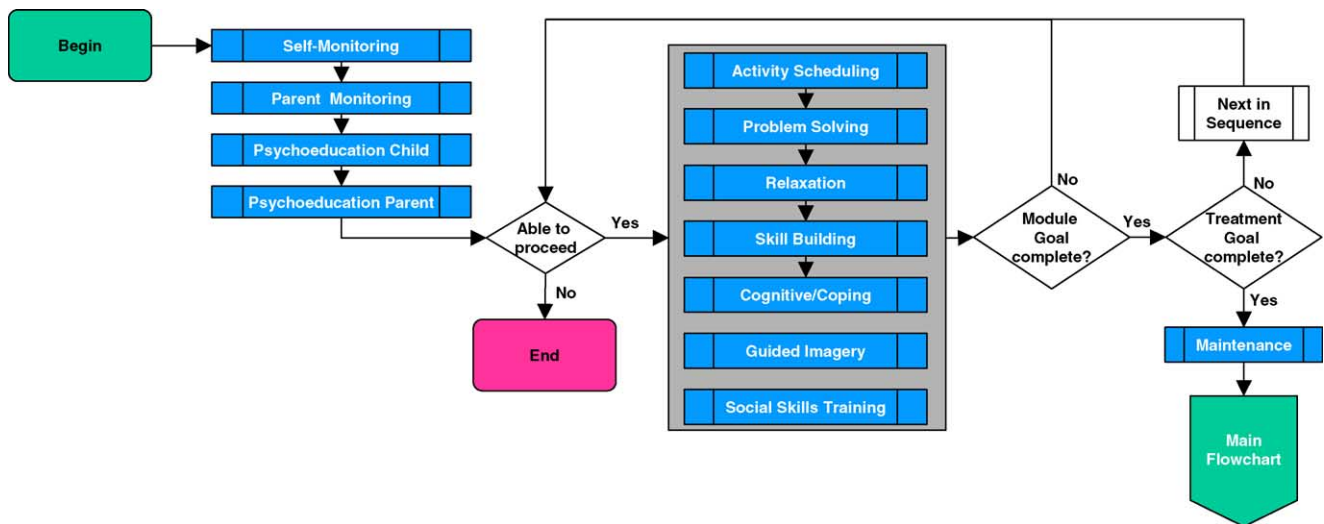 Begin
Self-Monitoring
Parent Monitoring
Psychoeducation Child
Psychoeducation Parent
Able to
proceed
Yes
No
End
Activity Scheduling
Problem Solving
Relaxation
Skill Building
Cognitive/Coping
Guided Imagery
Social Skills Training
Module
Goal
complete?
No
Yes
Treatment
Goal
complete?
No
Next in
Sequence
Yes
Maintenance
Main
Flowchart